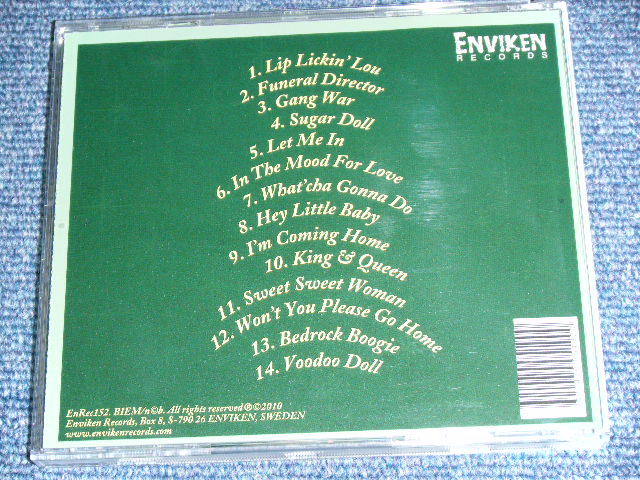 ENVIKEN
RECORDS
1. Lip Lickin' Lou
2. Funeral Director
3. Gang War
4. Sugar Doll
5. Let Me In
6. In The Mood For Love
7. What'cha Gonna Do
8. Hey Little Baby
9. I'm Coming Home
10. King & Queen
11. Sweet Sweet Woman
12. Won't You Please Go Home
13. Bedrock Boogie
14. Voodoo Doll
EnRec152. BIEM/n©b. All rights reserved℗©2010
Enviken Records, Box 8, S-790 26 ENVIKEN, SWEDEN
www.envikenrecords.com